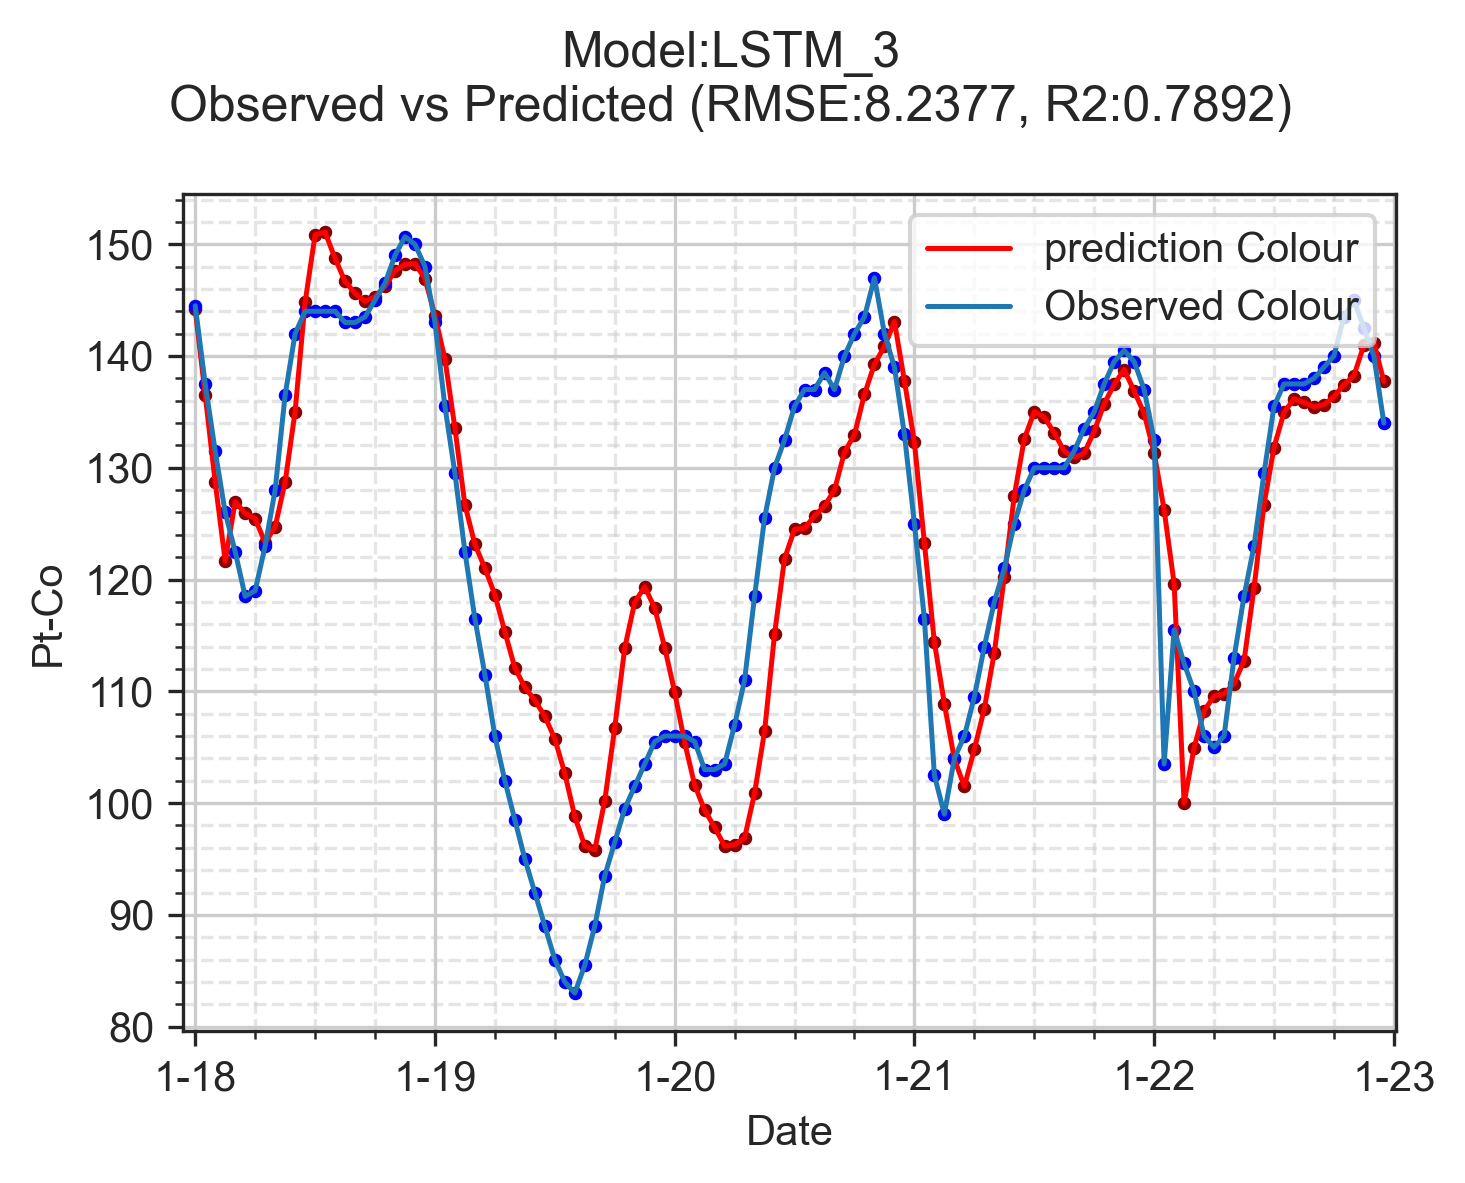 Model:LSTM_3
Observed vs Predicted (RMSE:8.2377, R2:0.7892)
prediction Colour
Observed Colour
150
140
130
120
110
100
90
80
Pt-Co
1-18
1-19
1-20
1-21
1-22
1-23
Date